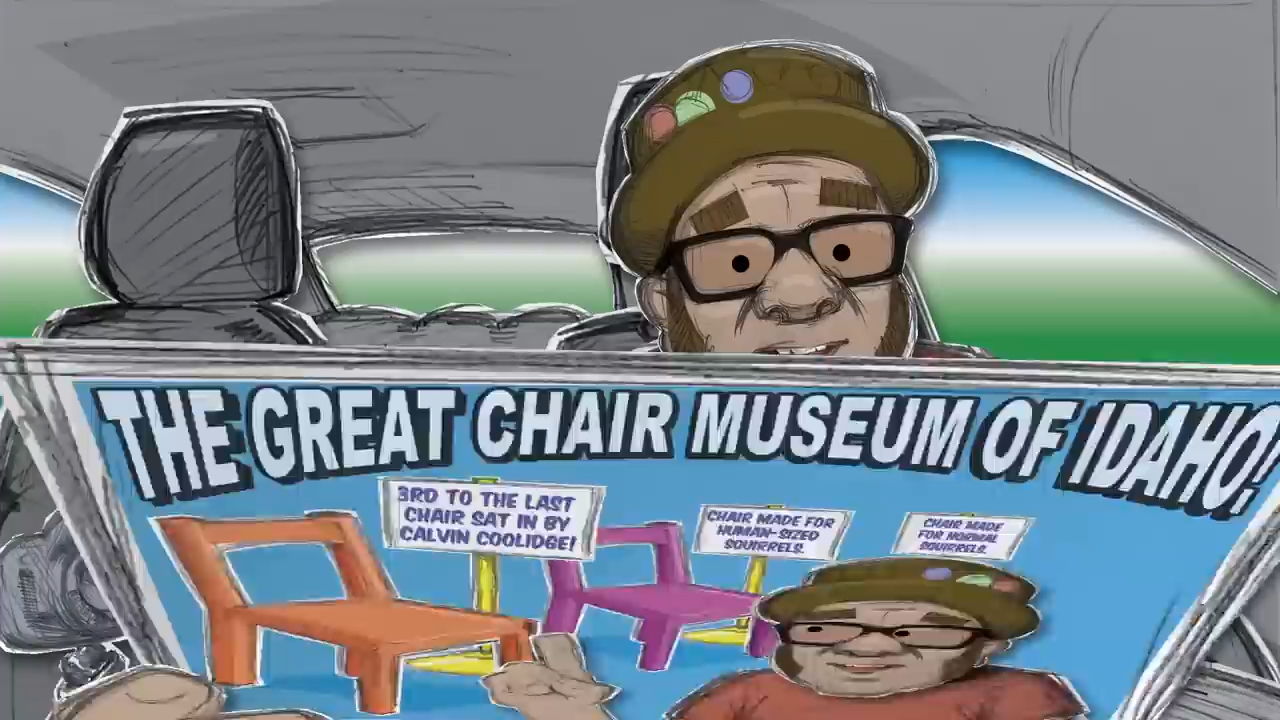 THE GREAT CHAIR MUSEUM OF IDAHO!
3RD TO THE LAST
CHAIR SAT IN BY
CALVIN COOLIDGE!
CHAIR MADE FOR
HUMAN-SIZED
SQUIRRELS.
CHAIR MADE
FOR NORMAL
SQUIRRELS.